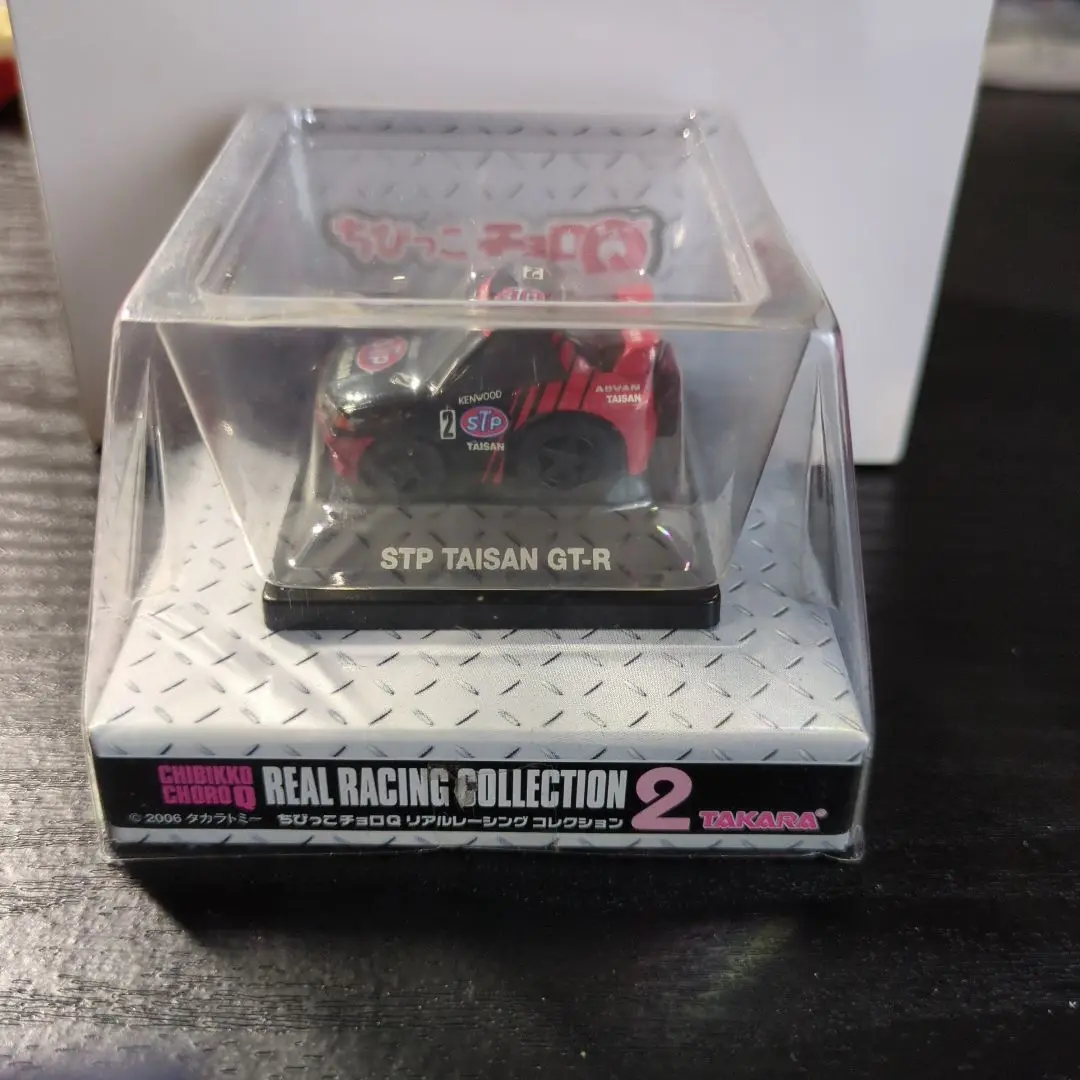 ちびっこ チョロQ
2
STP
KENWOOD
2 STP
TAISAN
ADVAN
TAISAN
STP TAISAN GT-R
CHIBIKKO
CHORO Q
REAL RACING COLLECTION 2
TAKARA®
© 2006 タカラトミー ちびっこ チョロQ リアルレーシング コレクション